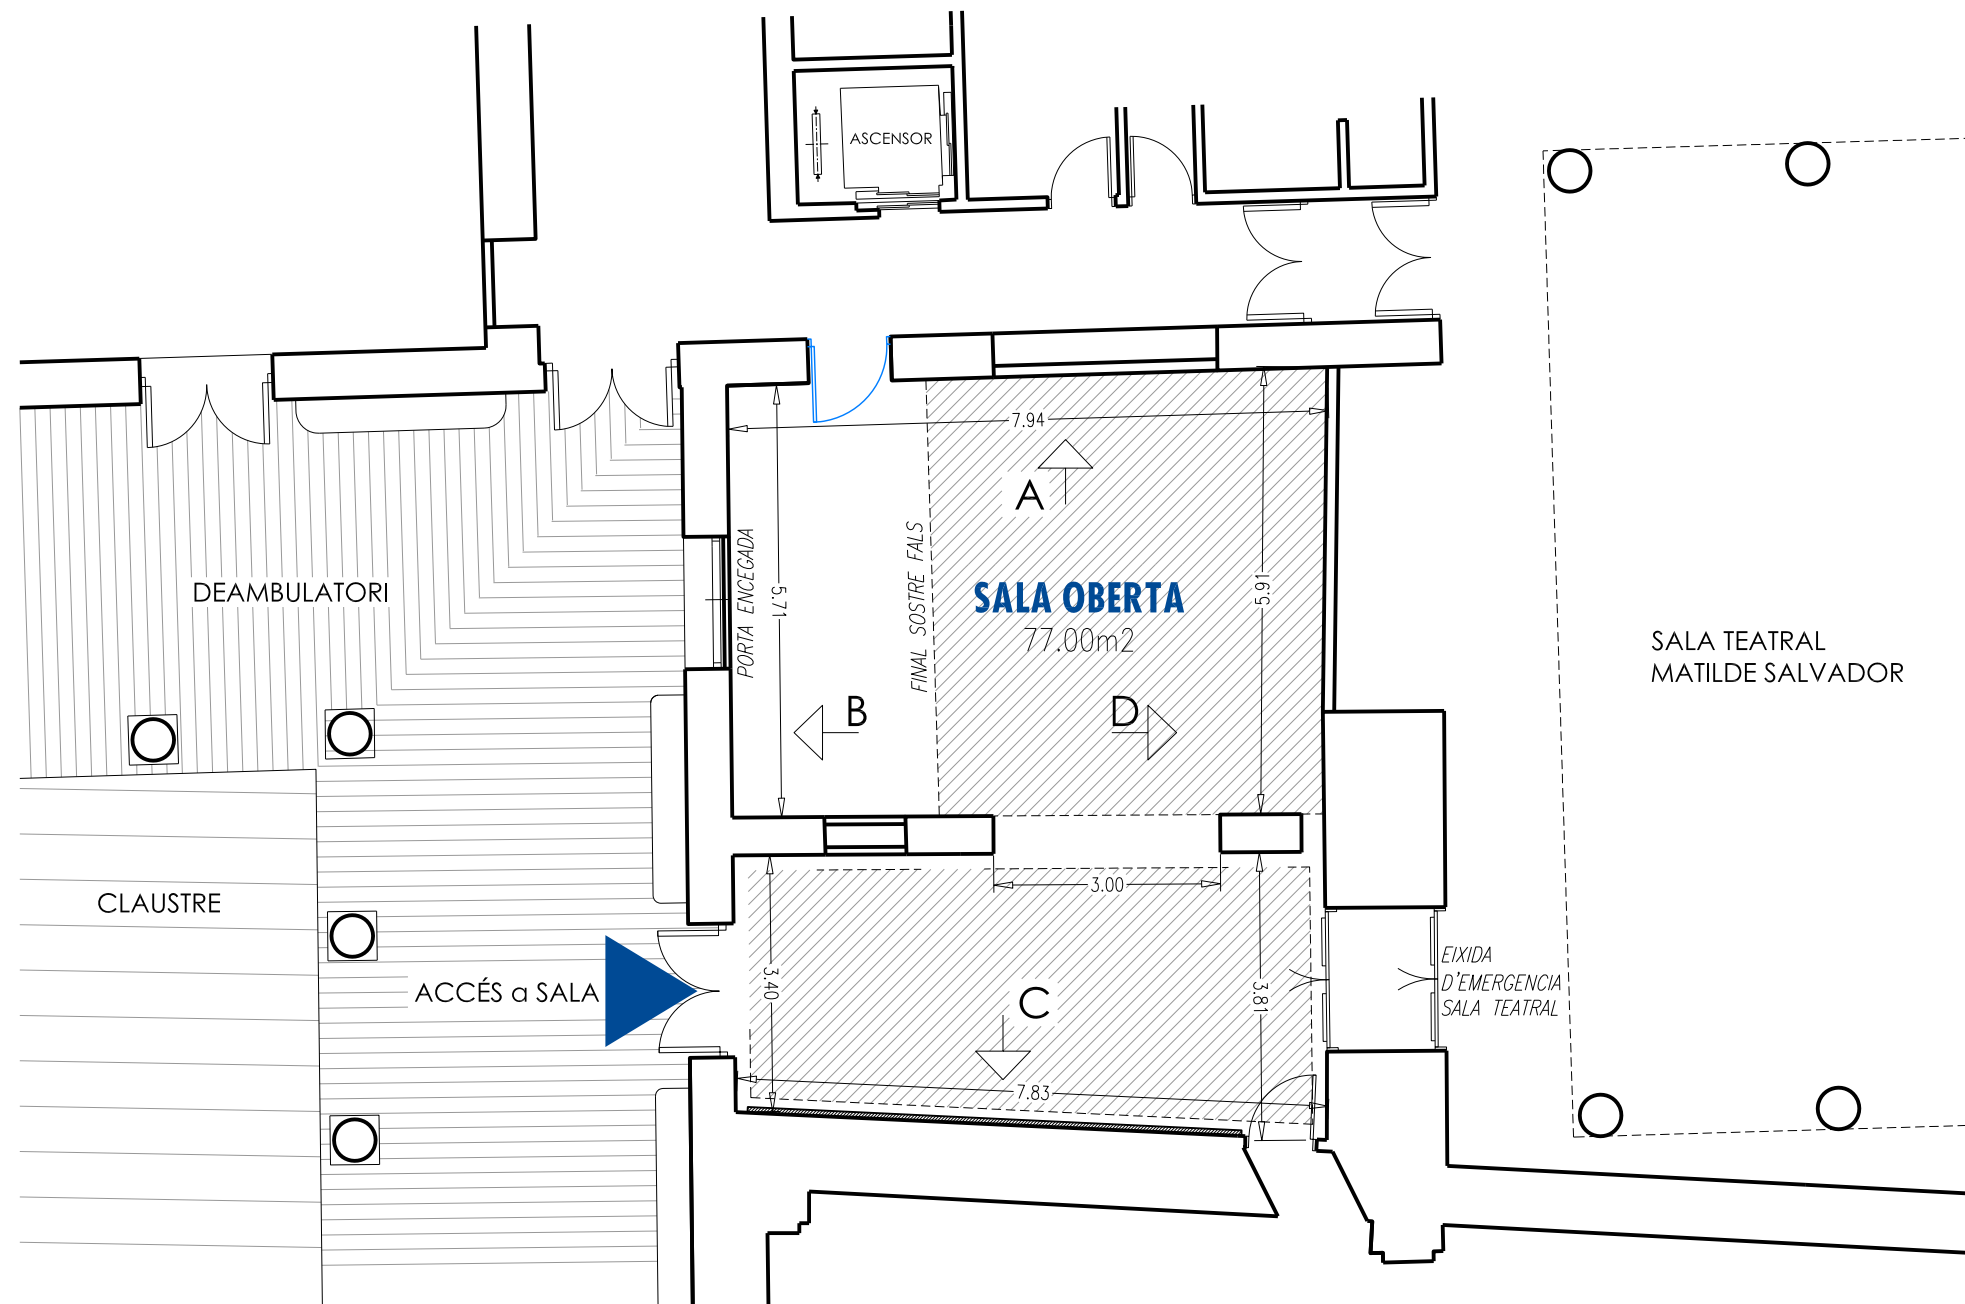 ASCENSOR
7.94
A
PORTA ENCEGADA
5.71
FINAL SOSTRE FALS
5.91
DEAMBULATORI
SALA OBERTA
77.00m2
SALA TEATRAL
MATILDE SALVADOR
B
D
3.00
CLAUSTRE
ACCÉS a SALA
3.40
C
3.81
EIXIDA
D'EMERGENCIA
SALA TEATRAL
7.83